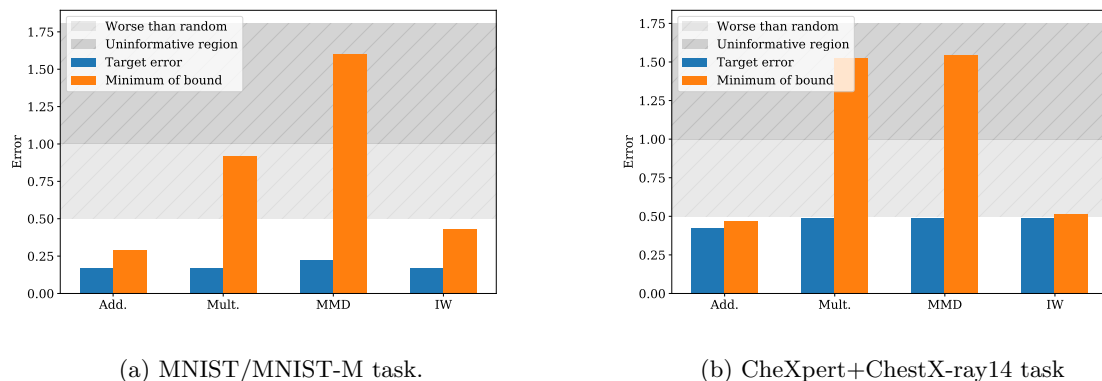 Worse than random
Uninformative region
Target error
Minimum of bound
1.75
1.50
1.25
1.00
0.75
0.50
0.25
0.00
Error
Add.
Mult.
MMD
IW
(a) MNIST/MNIST-M task.
Worse than random
Uninformative region
Target error
Minimum of bound
1.75
1.50
1.25
1.00
0.75
0.50
0.25
0.00
Error
Add.
Mult.
MMD
IW
(b) CheXpert+ChestX-ray14 task